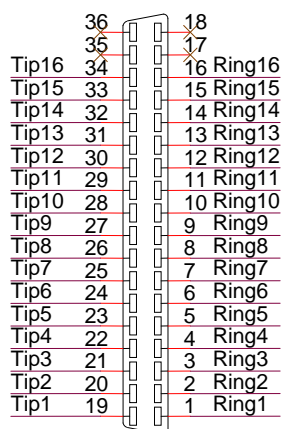 36 18
35 17
Tip16 34 16 Ring16
Tip15 33 15 Ring15
Tip14 32 14 Ring14
Tip13 31 13 Ring13
Tip12 30 12 Ring12
Tip11 29 11 Ring11
Tip10 28 10 Ring10
Tip9 27 9 Ring9
Tip8 26 8 Ring8
Tip7 25 7 Ring7
Tip6 24 6 Ring6
Tip5 23 5 Ring5
Tip4 22 4 Ring4
Tip3 21 3 Ring3
Tip2 20 2 Ring2
Tip1 19 1 Ring1